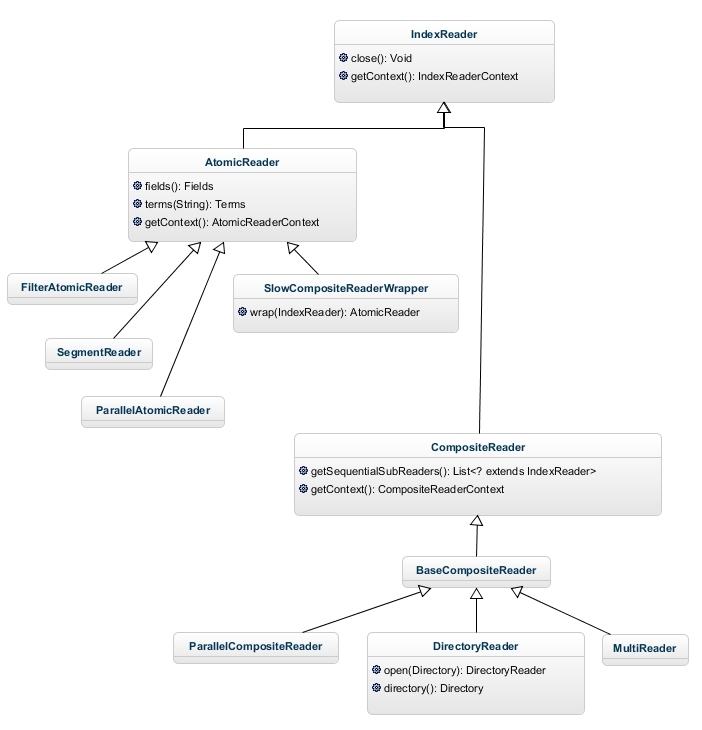 IndexReader
close(): Void
getContext(): IndexReaderContext
AtomicReader
fields(): Fields
terms(String): Terms
getContext(): AtomicReaderContext
FilterAtomicReader
SlowCompositeReaderWrapper
wrap(IndexReader): AtomicReader
SegmentReader
ParallelAtomicReader
CompositeReader
getSequentialSubReaders(): List<? extends IndexReader>
getContext(): CompositeReaderContext
BaseCompositeReader
ParallelCompositeReader
DirectoryReader
open(Directory): DirectoryReader
directory(): Directory
MultiReader